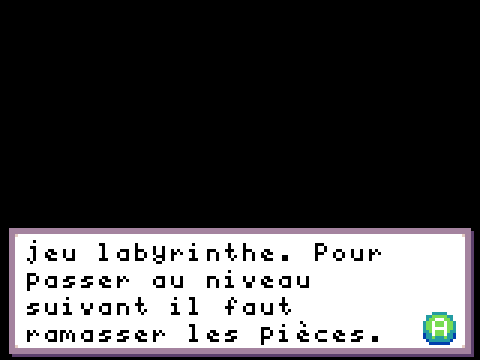 jeu labyrinthe. Pour
passer au niveau
suivant il faut
ramasser les pièces.
A